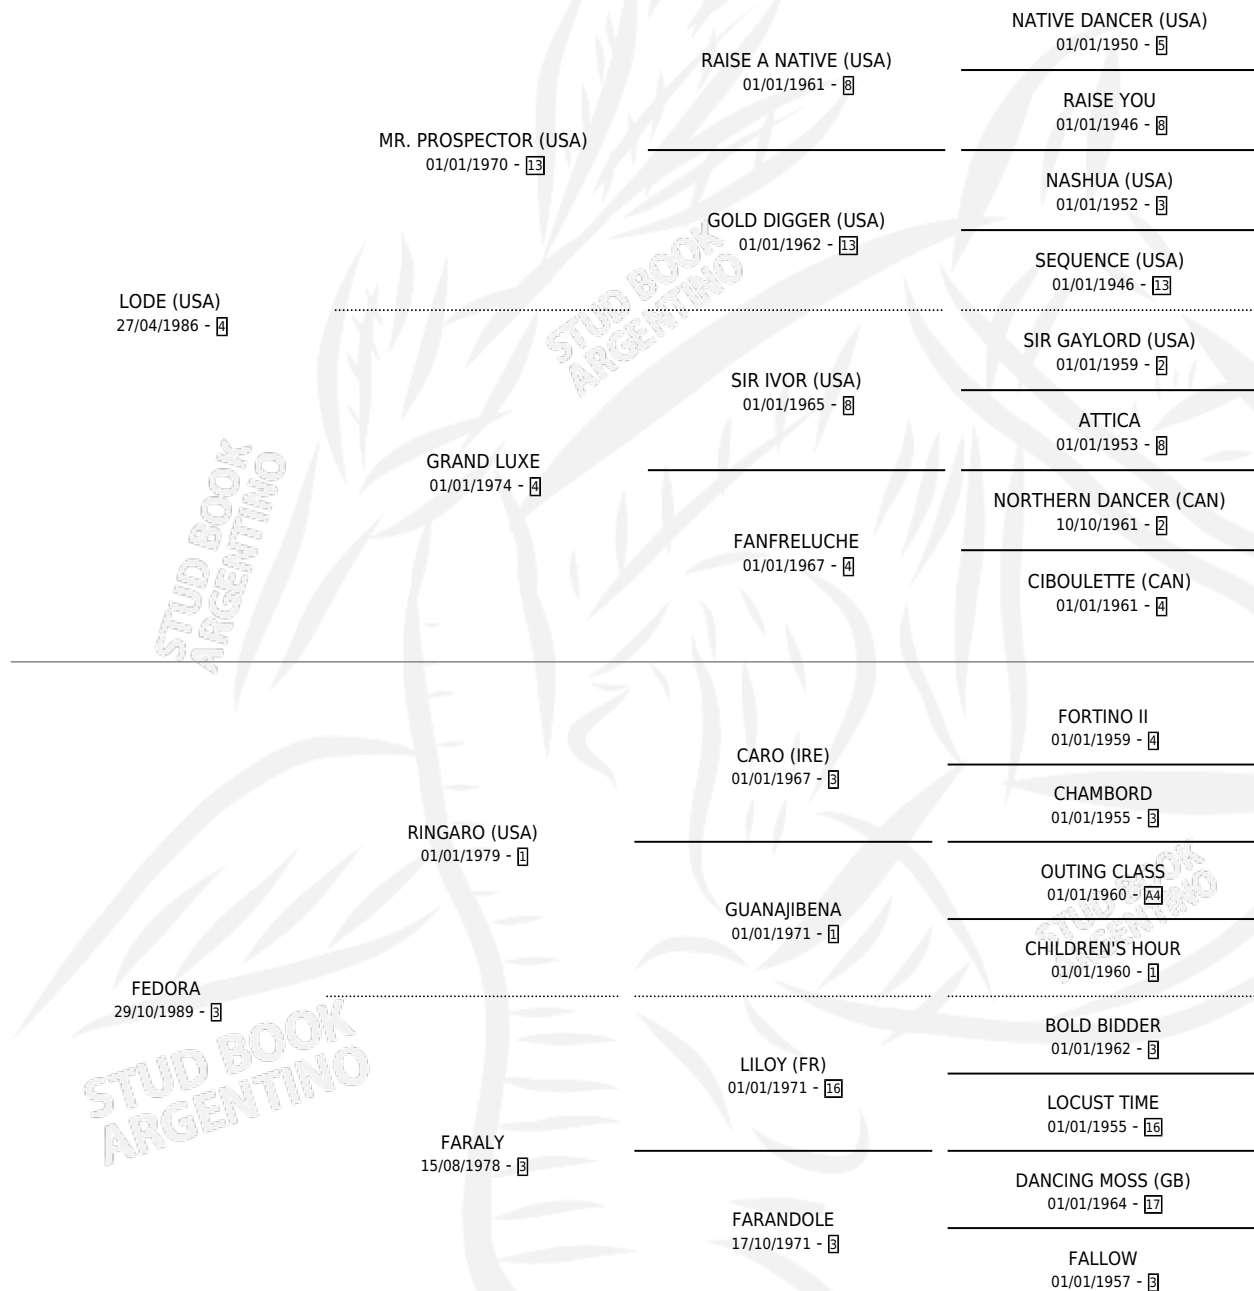 NATIVE DANCER (USA)
01/01/1950 - 5
RAISE A NATIVE (USA)
01/01/1961 - 8
RAISE YOU
01/01/1946 - 8
MR. PROSPECTOR (USA)
01/01/1970 - 13
NASHUA (USA)
01/01/1952 - 3
GOLD DIGGER (USA)
01/01/1962 - 13
SEQUENCE (USA)
01/01/1946 - 13
LODE (USA)
27/04/1986 - 4
STUD BOOK
ARGENTINO
SIR GAYLORD (USA)
01/01/1959 - 2
SIR IVOR (USA)
01/01/1965 - 8
ATTICA
01/01/1953 - 8
GRAND LUXE
01/01/1974 - 4
NORTHERN DANCER (CAN)
10/10/1961 - 2
FANFRELUCHE
01/01/1967 - 4
CIBOULETTE (CAN)
01/01/1961 - 4
STUD BOOK
ARGENTINO
FORTINO II
01/01/1959 - 4
CARO (IRE)
01/01/1967 - 3
CHAMBORD
01/01/1955 - 3
RINGARO (USA)
01/01/1979 - 1
OUTING CLASS
01/01/1960 - A4
GUANAJIBENA
01/01/1971 - 1
CHILDREN'S HOUR
01/01/1960 - 1
STUD BOOK
ARGENTINO
FEDORA
29/10/1989 - 3
BOLD BIDDER
01/01/1962 - 3
LILOY (FR)
01/01/1971 - 16
LOCUST TIME
01/01/1955 - 16
STUD BOOK
ARGENTINO
FARALY
15/08/1978 - 3
DANCING MOSS (GB)
01/01/1964 - 17
FARANDOLE
17/10/1971 - 3
FALLOW
01/01/1957 - 3